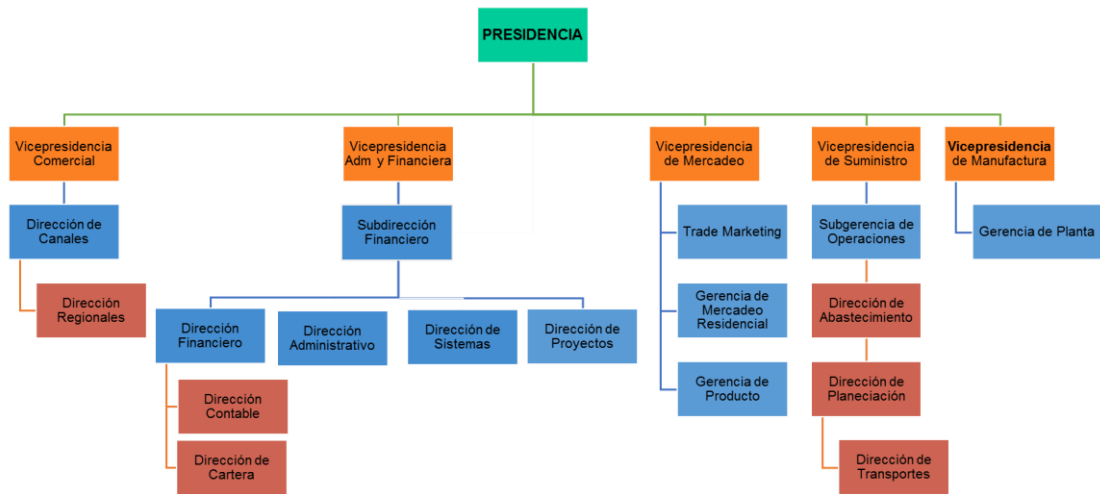 PRESIDENCIA
Vicepresidencia
Comercial
Vicepresidencia
Adm y Financiera
Vicepresidencia
de Mercadeo
Vicepresidencia
de Suministro
Vicepresidencia
de Manufactura
Dirección de
Canales
Subdirección
Financiero
Trade Marketing
Subgerencia de
Operaciones
Gerencia de Planta
Dirección
Regionales
Gerencia de
Mercadeo
Residencial
Dirección de
Abastecimiento
Dirección
Financiero
Dirección
Administrativo
Dirección de
Sistemas
Dirección de
Proyectos
Gerencia de
Producto
Dirección de
Planeciación
Dirección
Contable
Dirección de
Cartera
Dirección de
Transportes